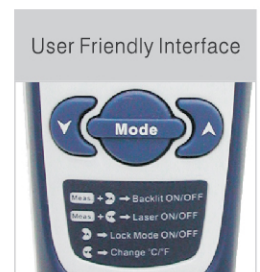 User Friendly Interface
Mode
Meas. + → Backlit ON/OFF
Meas. + → Laser ON/OFF
→ Lock Mode ON/OFF
→ Change °C/°F